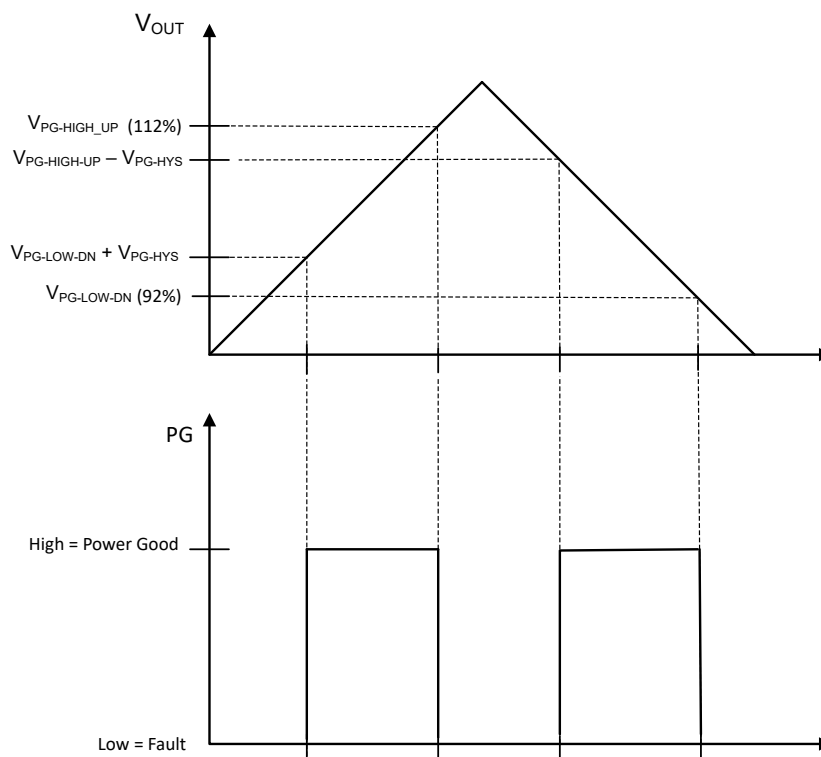 VOUT
VPG-HIGH_UP (112%)
VPG-HIGH-UP – VPG-HYS
VPG-LOW-DN + VPG-HYS
VPG-LOW-DN (92%)
PG
High = Power Good
Low = Fault